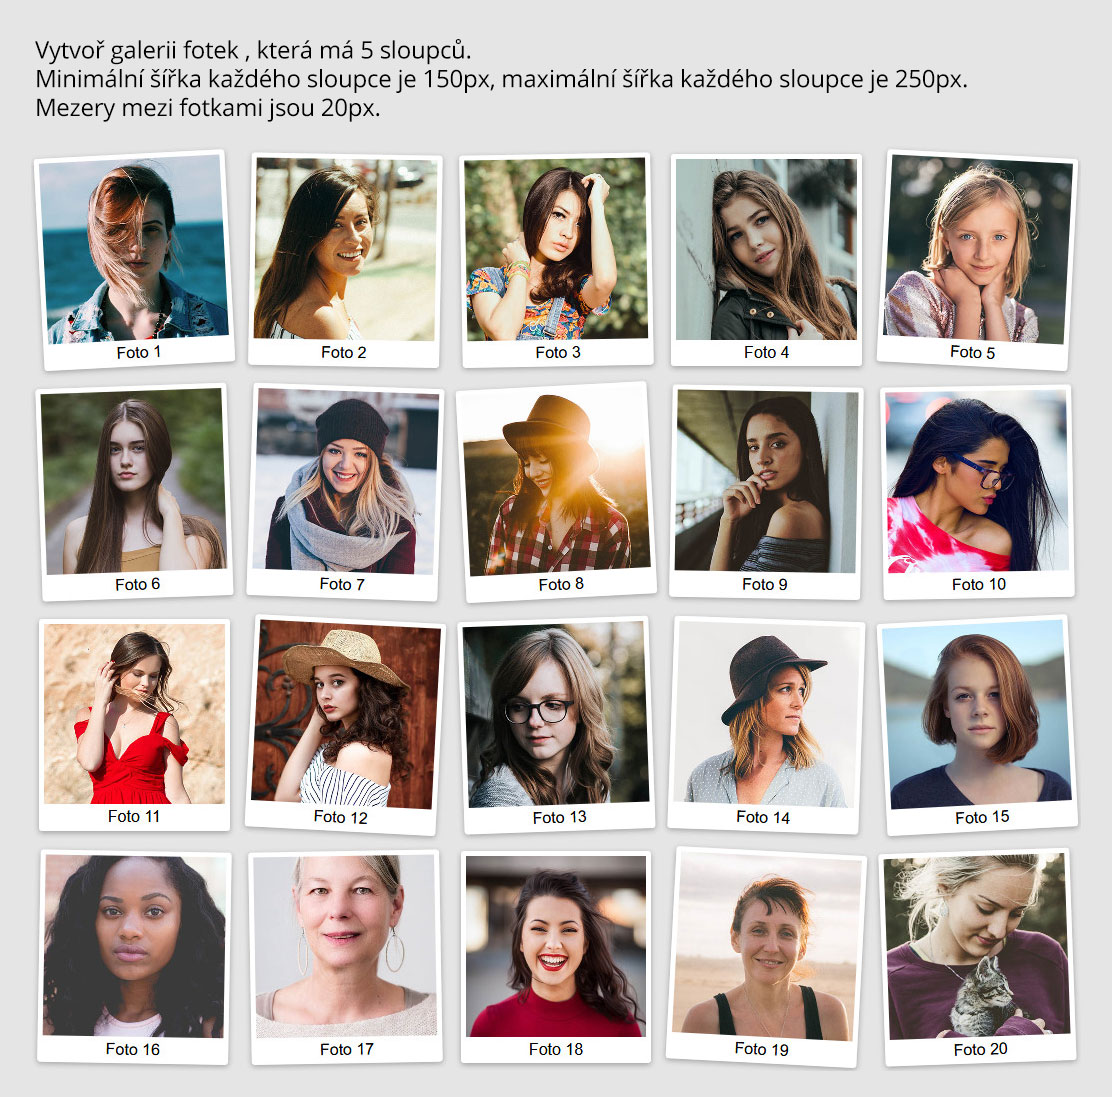 Vytvoř galerii fotek , která má 5 sloupců.
Minimální šířka každého sloupce je 150px, maximální šířka každého sloupce je 250px.
Mezery mezi fotkami jsou 20px.
Foto 1
Foto 2
Foto 3
Foto 4
Foto 5
Foto 6
Foto 7
Foto 8
Foto 9
Foto 10
Foto 11
Foto 12
Foto 13
Foto 14
Foto 15
Foto 16
Foto 17
Foto 18
Foto 19
Foto 20